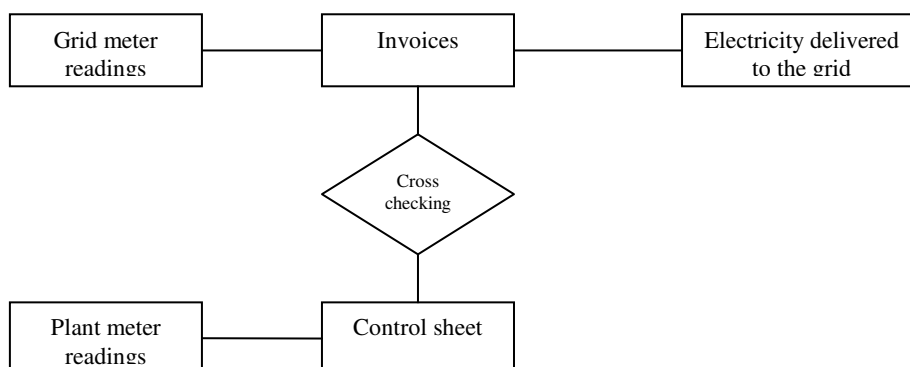 Grid meter
readings
Invoices
Electricity delivered
to the grid
Cross
checking
Plant meter
readings
Control sheet